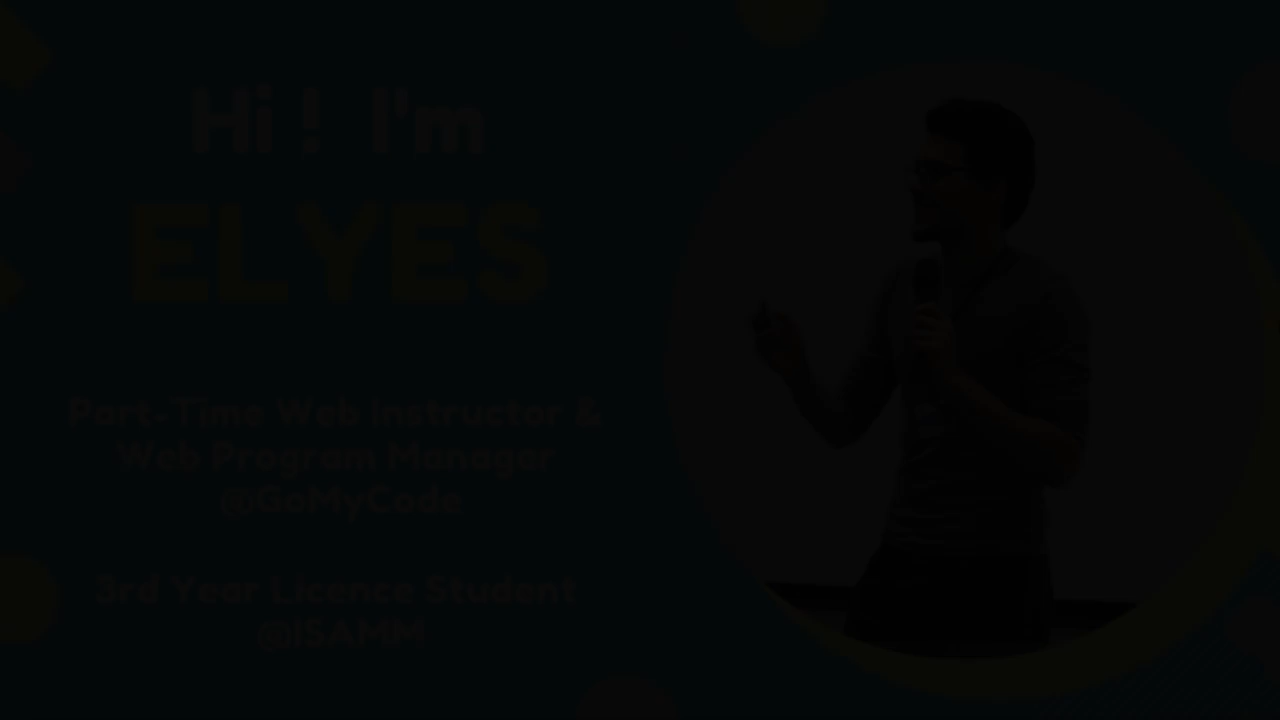 Hi ! I'm
ELYES
Part-Time Web Instructor &
Web Program Manager
@GoMyCode
3rd Year Licence Student
@ISAMM